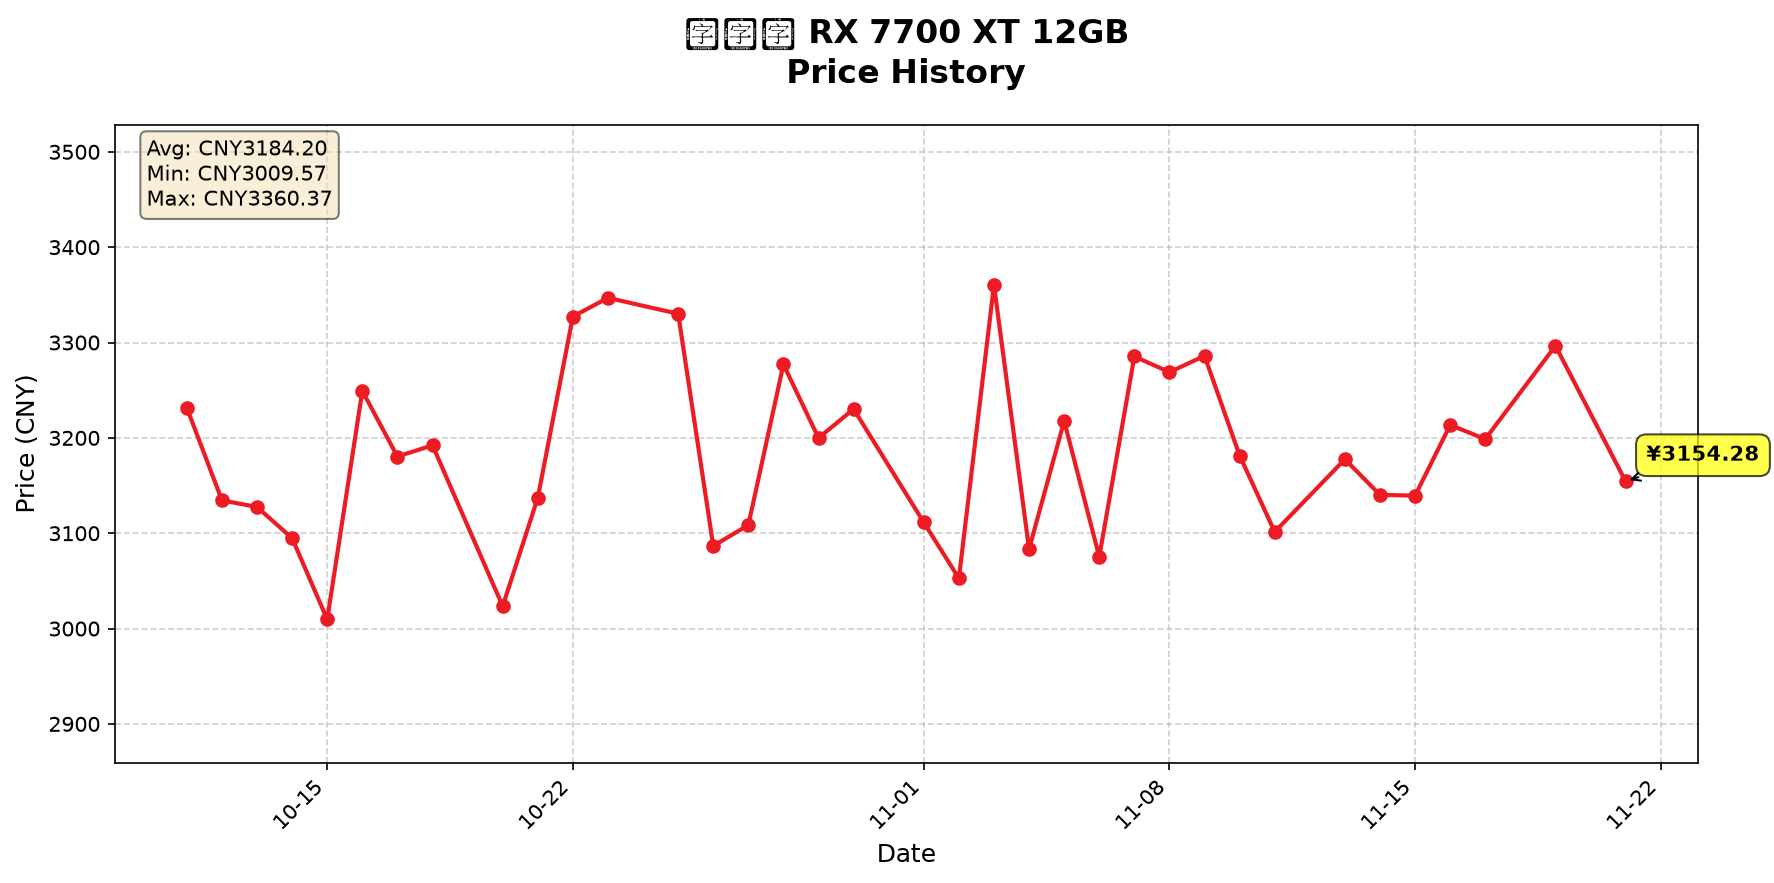 RX 7700 XT 12GB
Price History
Avg: CNY3184.20
Min: CNY3009.57
Max: CNY3360.37
Price (CNY)
3500
3400
3300
3200
3100
3000
2900
¥3154.28
10-15
10-22
11-01
11-08
11-15
11-22
Date